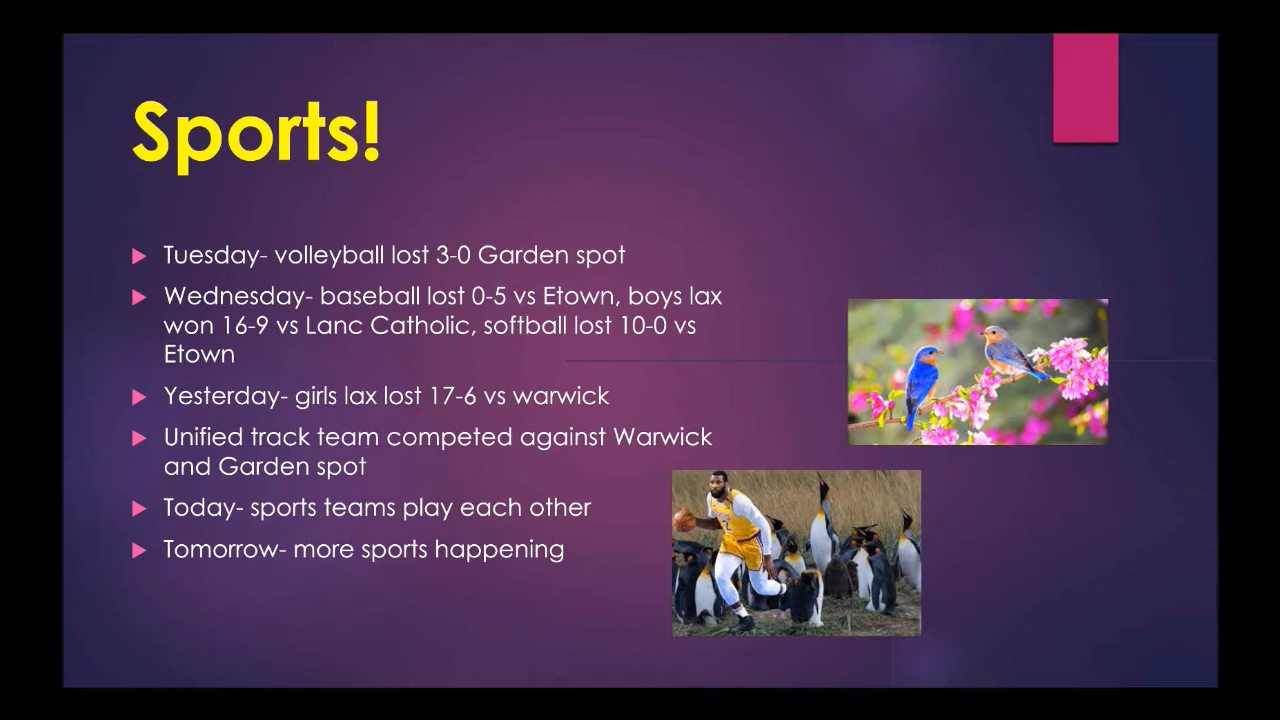 Sports!
Tuesday- volleyball lost 3-0 Garden spot
Wednesday- baseball lost 0-5 vs Etown, boys lax
won 16-9 vs Lanc Catholic, softball lost 10-0 vs
Etown
Yesterday- girls lax lost 17-6 vs warwick
Unified track team competed against Warwick
and Garden spot
Today- sports teams play each other
Tomorrow- more sports happening